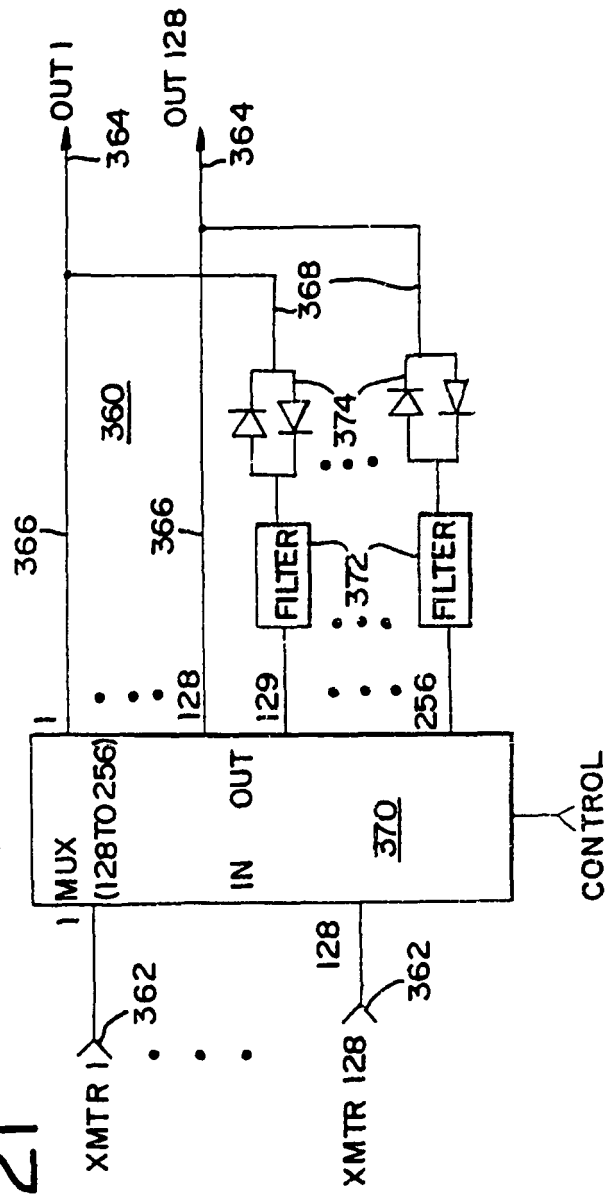 21
XMTR 1
362
XMTR 128
362
1
128
MUX
(128 TO 256)
IN
OUT
370
CONTROL
1
128
129
256
366
366
360
FILTER
FILTER
372
374
368
364
OUT 1
364
OUT 128